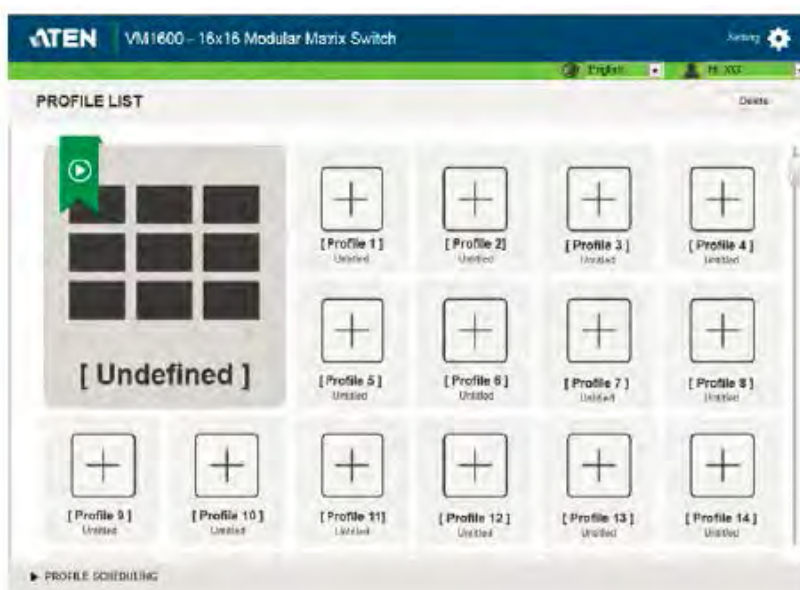 ATEN VM1600 - 16x16 Modular Matrix Switch Setting
English
PROFILE LIST Delete
[ Undefined ]
[ Profile 1 ] [ Profile 2] [ Profile 3 ] [ Profile 4 ]
Untitled Untitled Untitled Untitled
[ Profile 5 ] [ Profile 6 ] [ Profile 7 ] [ Profile 8 ]
Untitled Untitled Untitled Untitled
[ Profile 9 ] [ Profile 10 ] [ Profile 11] [ Profile 12 ] [ Profile 13 ] [ Profile 14 ]
Untitled Untitled Untitled Untitled Untitled Untitled
PROFILE SCHEDULING